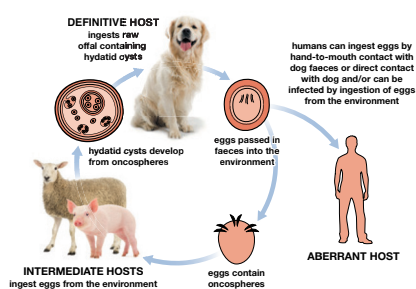 DEFINITIVE HOST
ingests raw
offal containing
hydatid cysts
humans can ingest eggs by
hand-to-mouth contact with
dog faeces or direct contact
with dog and/or can be
infected by ingestion of eggs
from the environment
hydatid cysts develop
from oncospheres
eggs passed in
faeces into the
environment
ABERRANT HOST
INTERMEDIATE HOSTS
ingest eggs from the environment
eggs contain
oncospheres